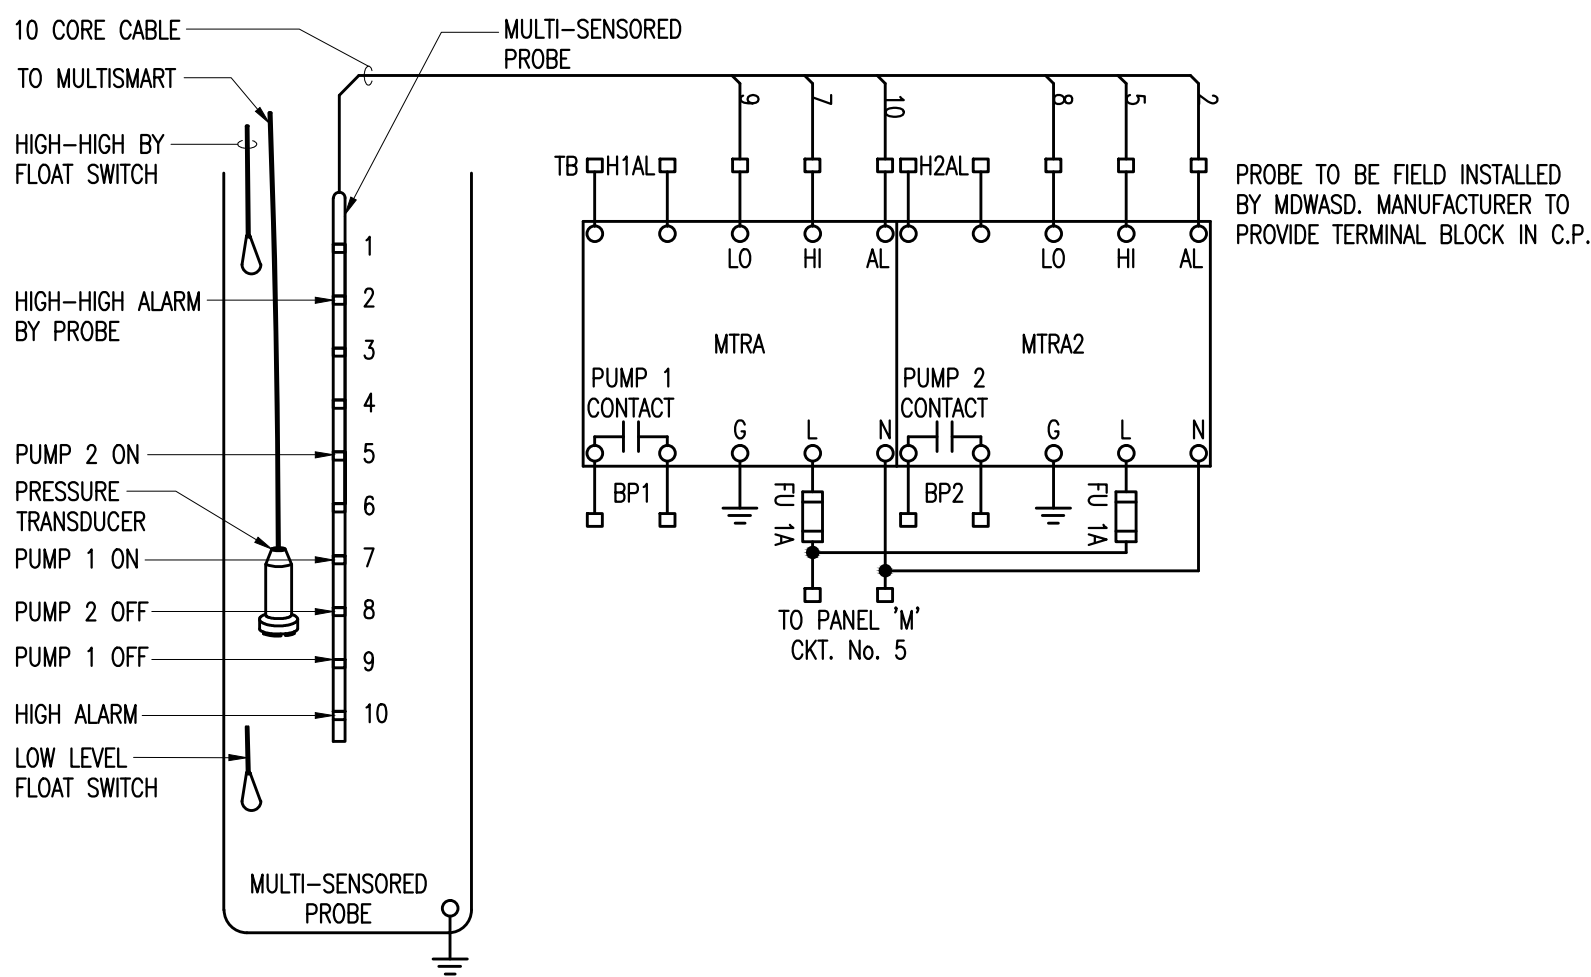 10 CORE CABLE
TO MULTISMART
HIGH-HIGH BY
FLOAT SWITCH
HIGH-HIGH ALARM
BY PROBE
PUMP 2 ON
PRESSURE
TRANSDUCER
PUMP 1 ON
PUMP 2 OFF
PUMP 1 OFF
HIGH ALARM
LOW LEVEL
FLOAT SWITCH
MULTI-SENSORED
PROBE
1
2
3
4
5
6
7
8
9
10
MULTI-SENSORED
PROBE
9 7 10 8 5 2
TB H1AL H2AL
LO HI AL LO HI AL
MTRA MTRA2
PUMP 1
CONTACT
PUMP 2
CONTACT
G L N G L N
BP1 FU 1A BP2 FU 1A
TO PANEL 'M'
CKT. No. 5
PROBE TO BE FIELD INSTALLED
BY MDWASD. MANUFACTURER TO
PROVIDE TERMINAL BLOCK IN C.P.